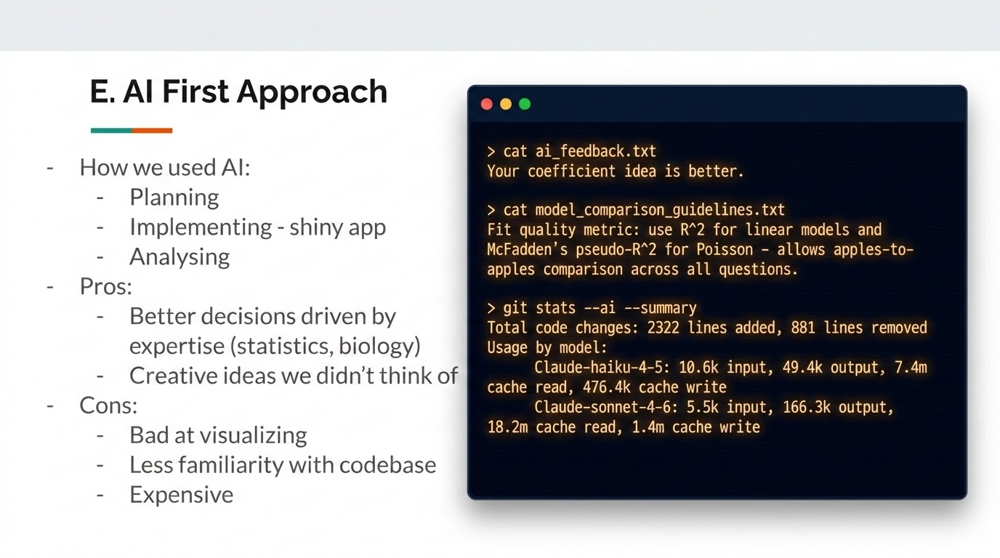 E. AI First Approach
- How we used AI:
- Planning
- Implementing - shiny app
- Analysing
- Pros:
- Better decisions driven by
expertise (statistics, biology)
- Creative ideas we didn't think of
- Cons:
- Bad at visualizing
- Less familiarity with codebase
- Expensive
> cat ai_feedback.txt
Your coefficient idea is better.
> cat model_comparison_guidelines.txt
Fit quality metric: use R^2 for linear models and
McFadden's pseudo-R^2 for Poisson – allows apples-to-
apples comparison across all questions.
> git stats --ai --summary
Total code changes: 2322 lines added, 881 lines removed
Usage by model:
Claude-haiku-4-5: 10.6k input, 49.4k output, 7.4m
cache read, 476.4k cache write
Claude-sonnet-4-6: 5.5k input, 166.3k output,
18.2m cache read, 1.4m cache write